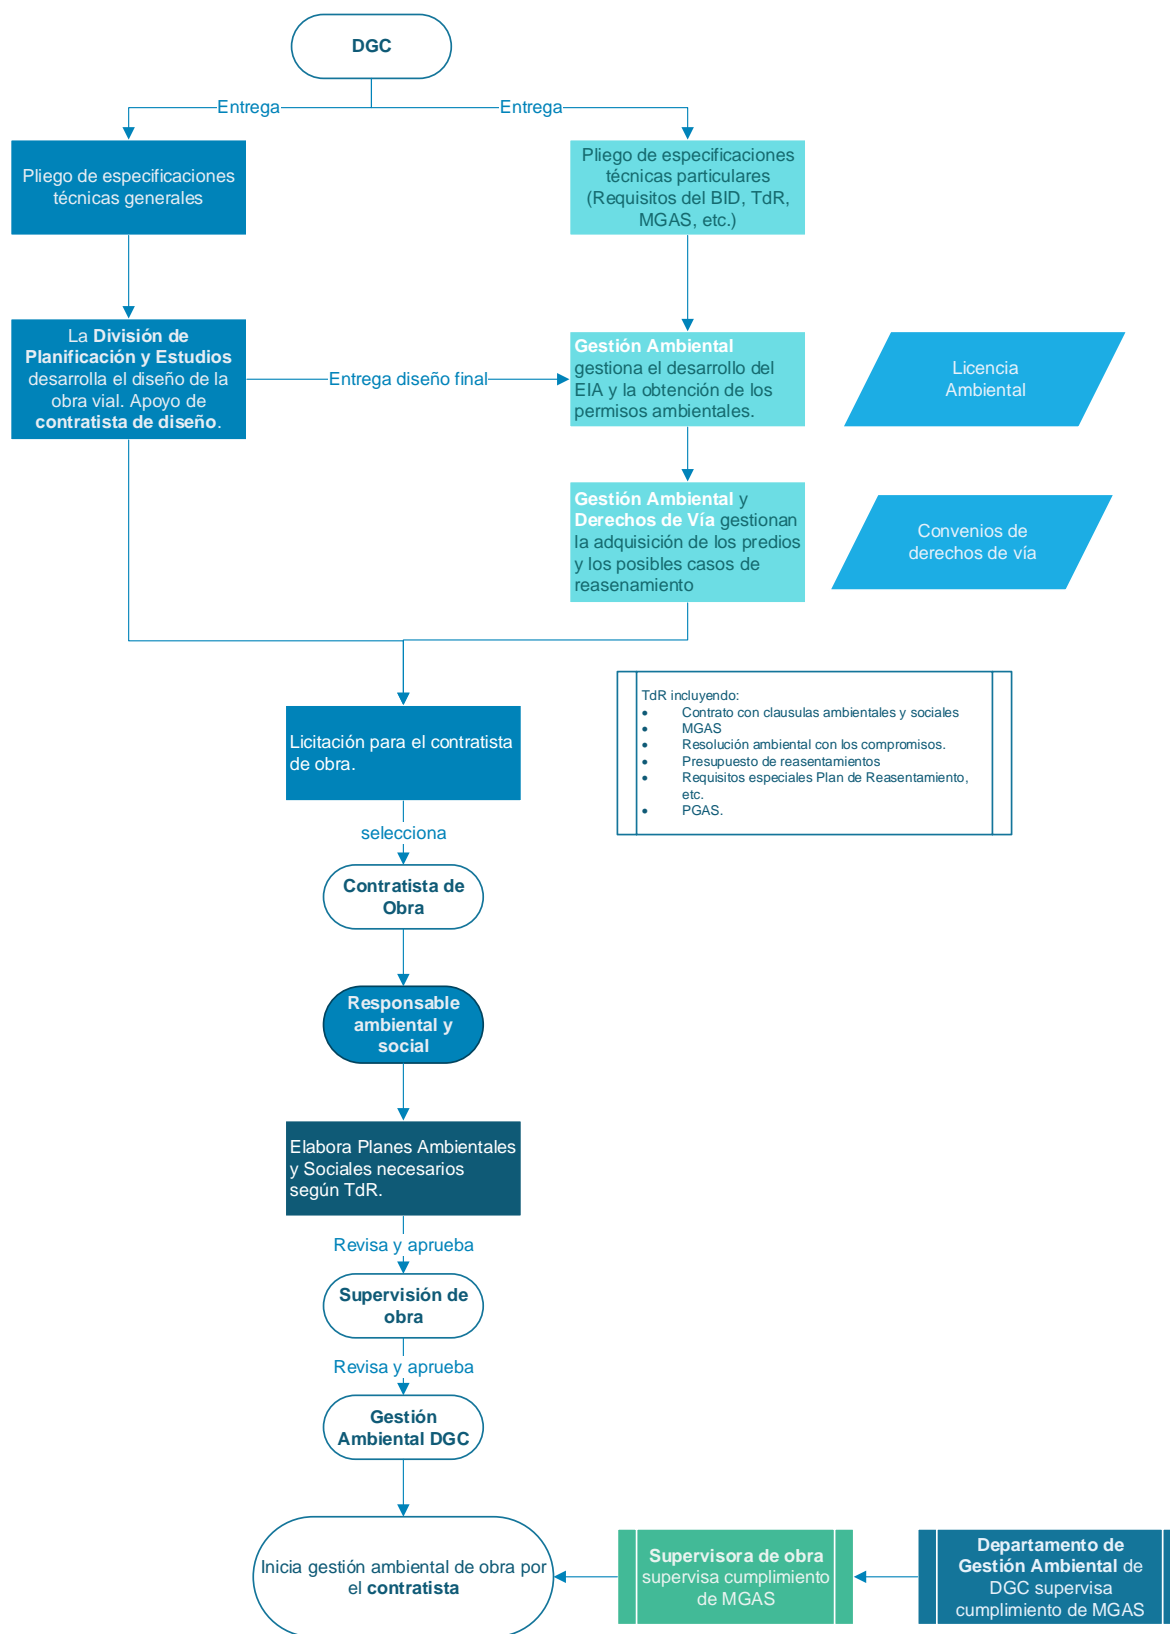 DGC
Entrega
Entrega
Pliego de especificaciones
técnicas generales
Pliego de especificaciones
técnicas particulares
(Requisitos del BID, TdR,
MGAS, etc.)
La División de
Planificación y Estudios
desarrolla el diseño de la
obra vial. Apoyo de
contratista de diseño.
Entrega diseño final
Gestión Ambiental
gestiona el desarrollo del
EIA y la obtención de los
permisos ambientales.
Licencia
Ambiental
Gestión Ambiental y
Derechos de Vía gestionan
la adquisición de los predios
y los posibles casos de
reasenamiento
Convenios de
derechos de vía
TdR incluyendo:
• Contrato con clausulas ambientales y sociales
• MGAS
• Resolución ambiental con los compromisos.
• Presupuesto de reasentamientos
• Requisitos especiales Plan de Reasentamiento,
etc.
• PGAS.
Licitación para el contratista
de obra.
selecciona
Contratista de
Obra
Responsable
ambiental y
social
Elabora Planes Ambientales
y Sociales necesarios
según TdR.
Revisa y aprueba
Supervisión de
obra
Revisa y aprueba
Gestión
Ambiental DGC
Inicia gestión ambiental de obra por
el contratista
Supervisora de obra
supervisa cumplimiento
de MGAS
Departamento de
Gestión Ambiental de
DGC supervisa
cumplimiento de MGAS